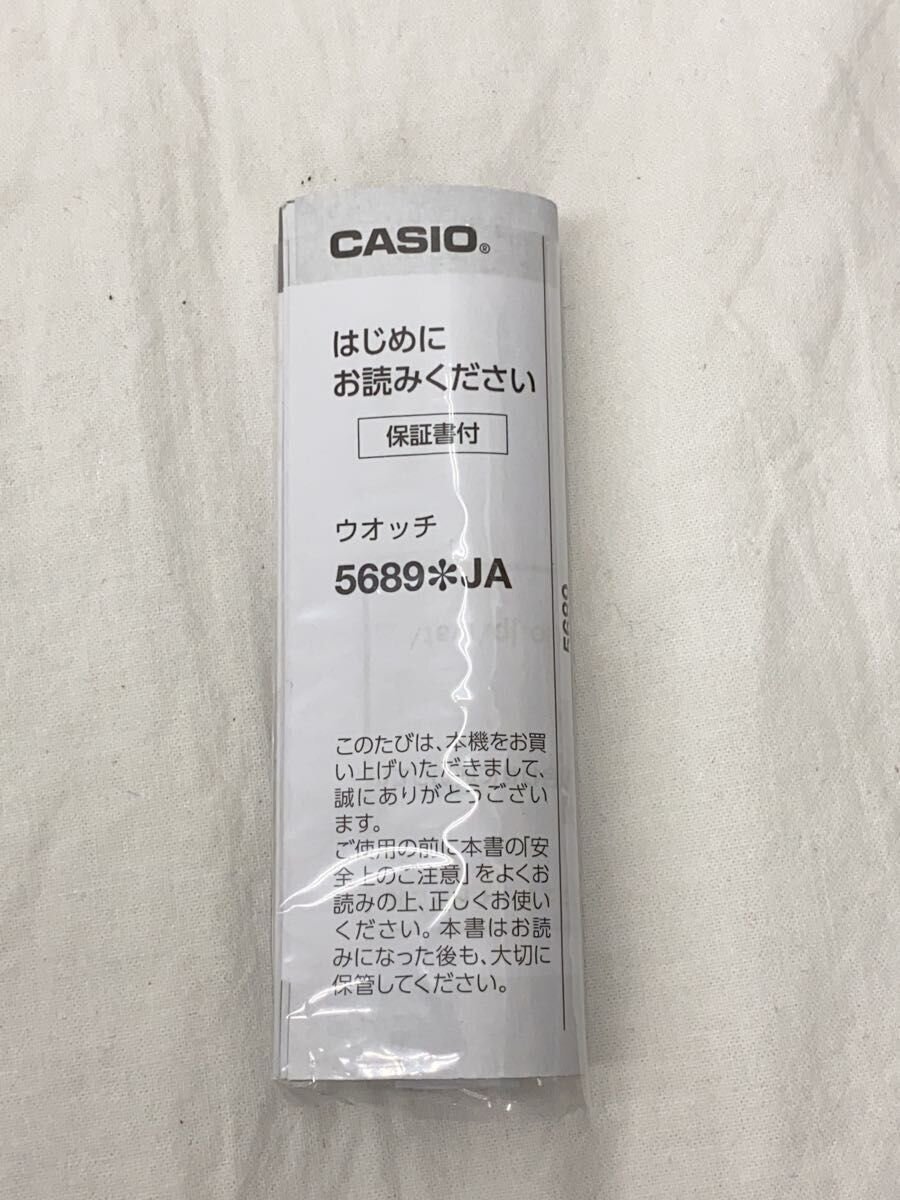 CASIO®
はじめに
お読みください
保証書付
ウオッチ
5689✽JA
5689
このたびは、本機をお買
い上げいただきまして、
誠にありがとうござい
ます。
ご使用の前に本書の「安
全上のご注意」をよくお
読みの上、正しくお使い
ください。本書はお読
みになった後も、大切に
保管してください。